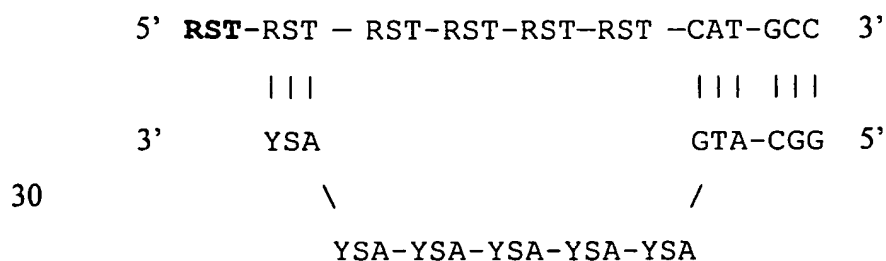 5’ RST-RST — RST-RST-RST—RST —CAT-GCC 3’
||| ||| |||
3’ YSA GTA-CGG 5’
30 \ /
YSA-YSA-YSA-YSA-YSA